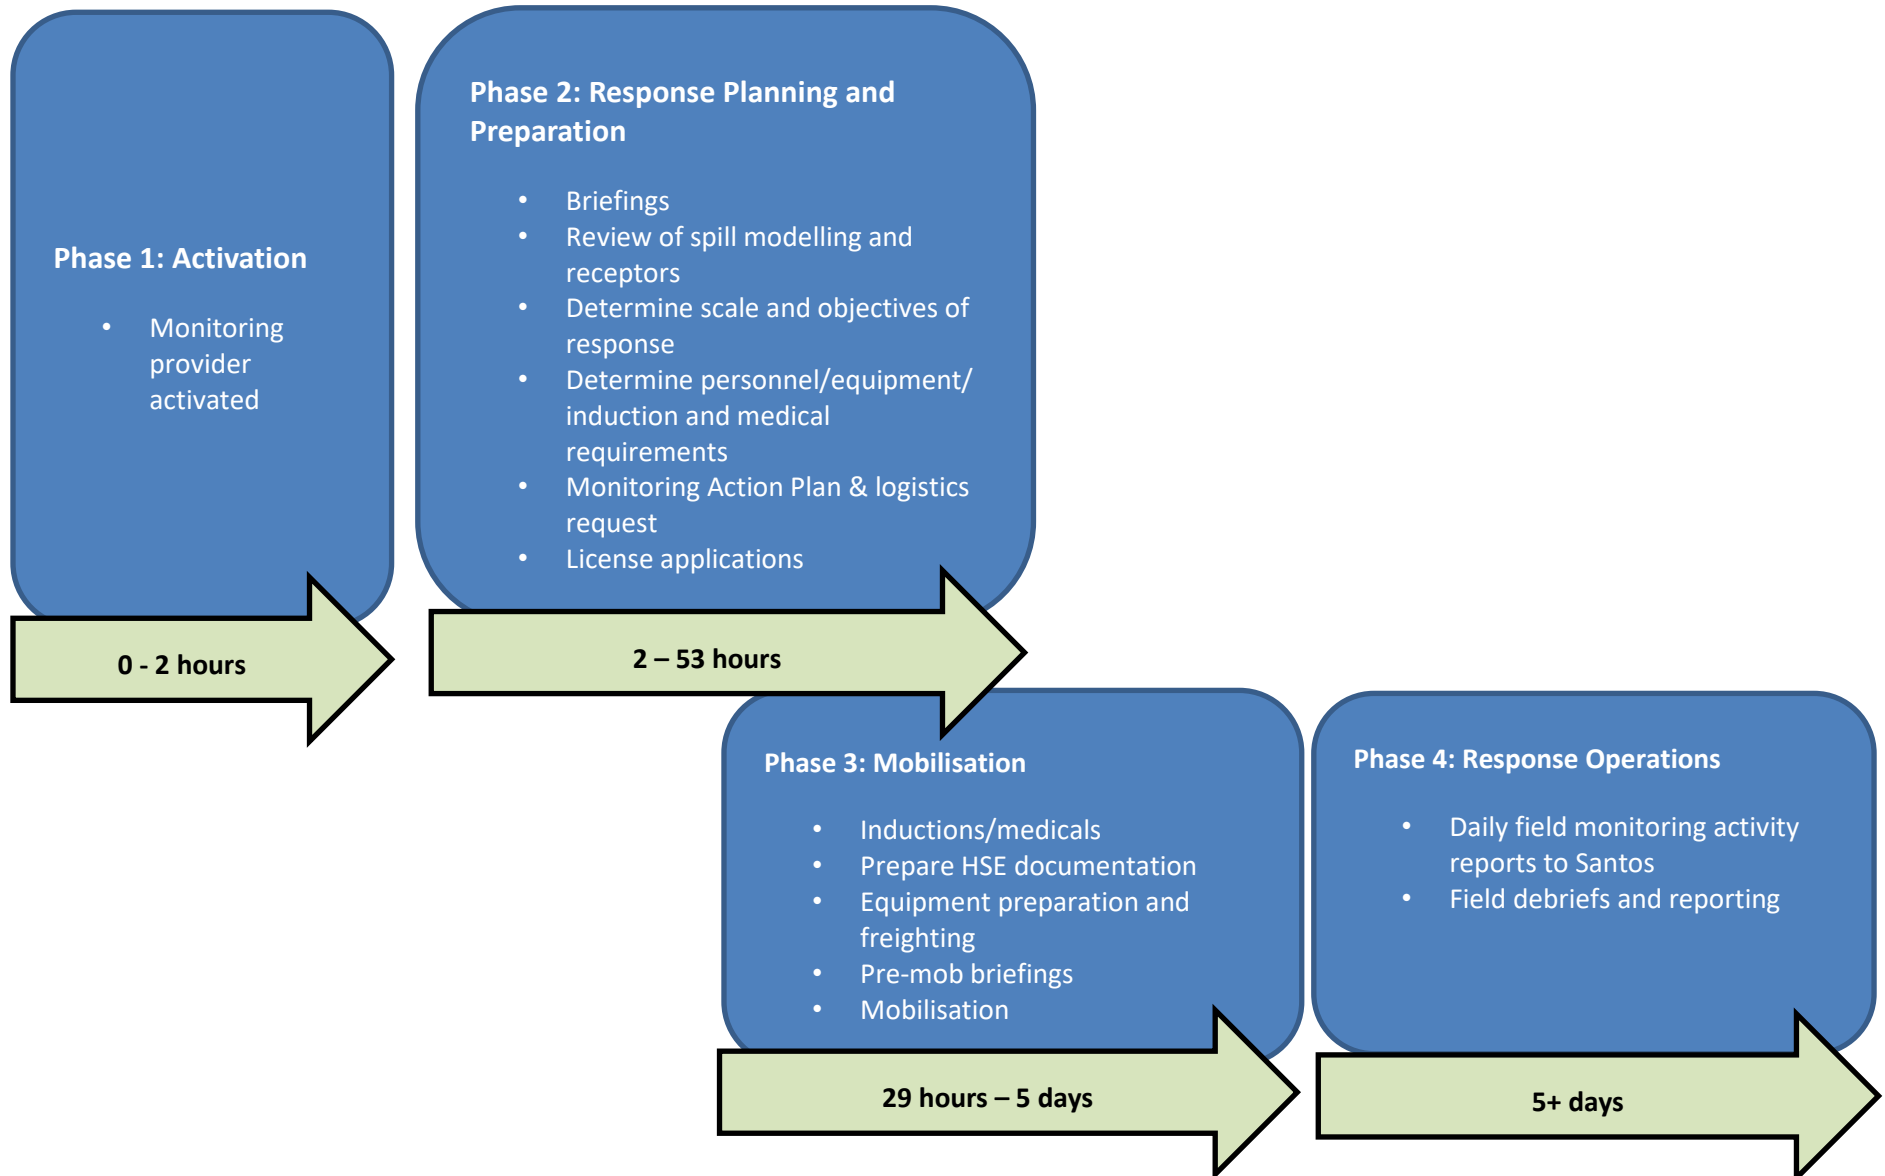 Phase 1: Activation
• Monitoring
provider
activated
0 - 2 hours
Phase 2: Response Planning and
Preparation
• Briefings
• Review of spill modelling and
receptors
• Determine scale and objectives of
response
• Determine personnel/equipment/
induction and medical
requirements
• Monitoring Action Plan & logistics
request
• License applications
2 – 53 hours
Phase 3: Mobilisation
• Inductions/medicals
• Prepare HSE documentation
• Equipment preparation and
freighting
• Pre-mob briefings
• Mobilisation
29 hours – 5 days
Phase 4: Response Operations
• Daily field monitoring activity
reports to Santos
• Field debriefs and reporting
5+ days